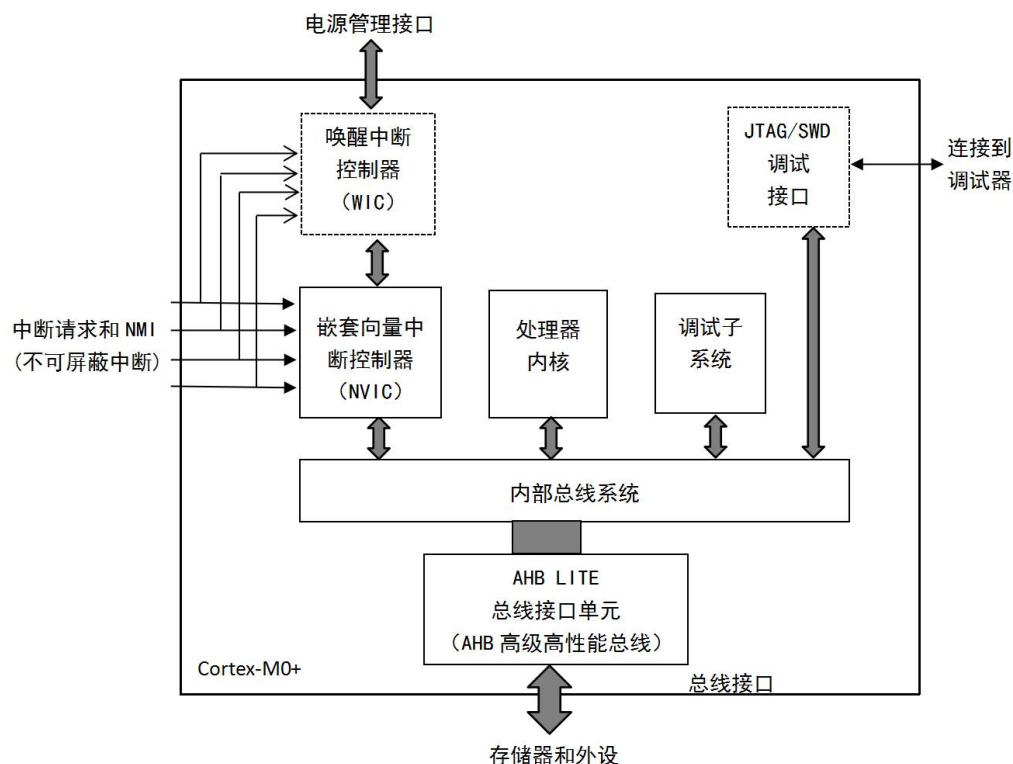 电源管理接口
唤醒中断
控制器
（WIC）
JTAG/SWD
调试
接口
连接到
调试器
中断请求和 NMI
(不可屏蔽中断)
嵌套向量中
断控制器
（NVIC）
处理器
内核
调试子
系统
内部总线系统
AHB LITE
总线接口单元
（AHB 高级高性能总线）
Cortex-M0+
总线接口
存储器和外设